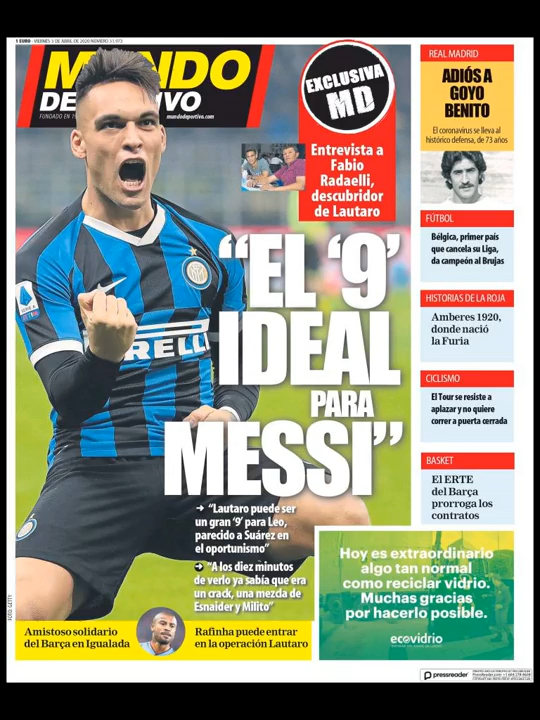 1 EURO · VIERNES 3 DE ABRIL DE 2020
MUNDO
DEPORTIVO
mundodeportivo.com
EXCLUSIVA
MD
Entrevista a
Fabio
Radaelli,
descubridor
de Lautaro
"EL '9'
IDEAL
PARA
MESSI"
"Lautaro puede ser
un gran '9' para Leo,
parecido a Suárez en
el oportunismo"
"A los diez minutos
de verlo ya sabía que era
un crack, una mezcla de
Esnaider y Milito"
IRELLI
FOTO: GETTY
Amistoso solidario
del Barça en Igualada
Rafinha puede entrar
en la operación Lautaro
REAL MADRID
ADIÓS A
GOYO
BENITO
El coronavirus se lleva al
histórico defensa, de 73 años
FÚTBOL
Bélgica, primer país
que cancela su Liga,
da campeón al Brujas
HISTORIAS DE LA ROJA
Amberes 1920,
donde nació
la Furia
CICLISMO
El Tour se resiste a
aplazar y no quiere
correr a puerta cerrada
BASKET
El ERTE
del Barça
prorroga los
contratos
Hoy es extraordinario
algo tan normal
como reciclar vidrio.
Muchas gracias
por hacerlo posible.
ecovidrio
pressreader